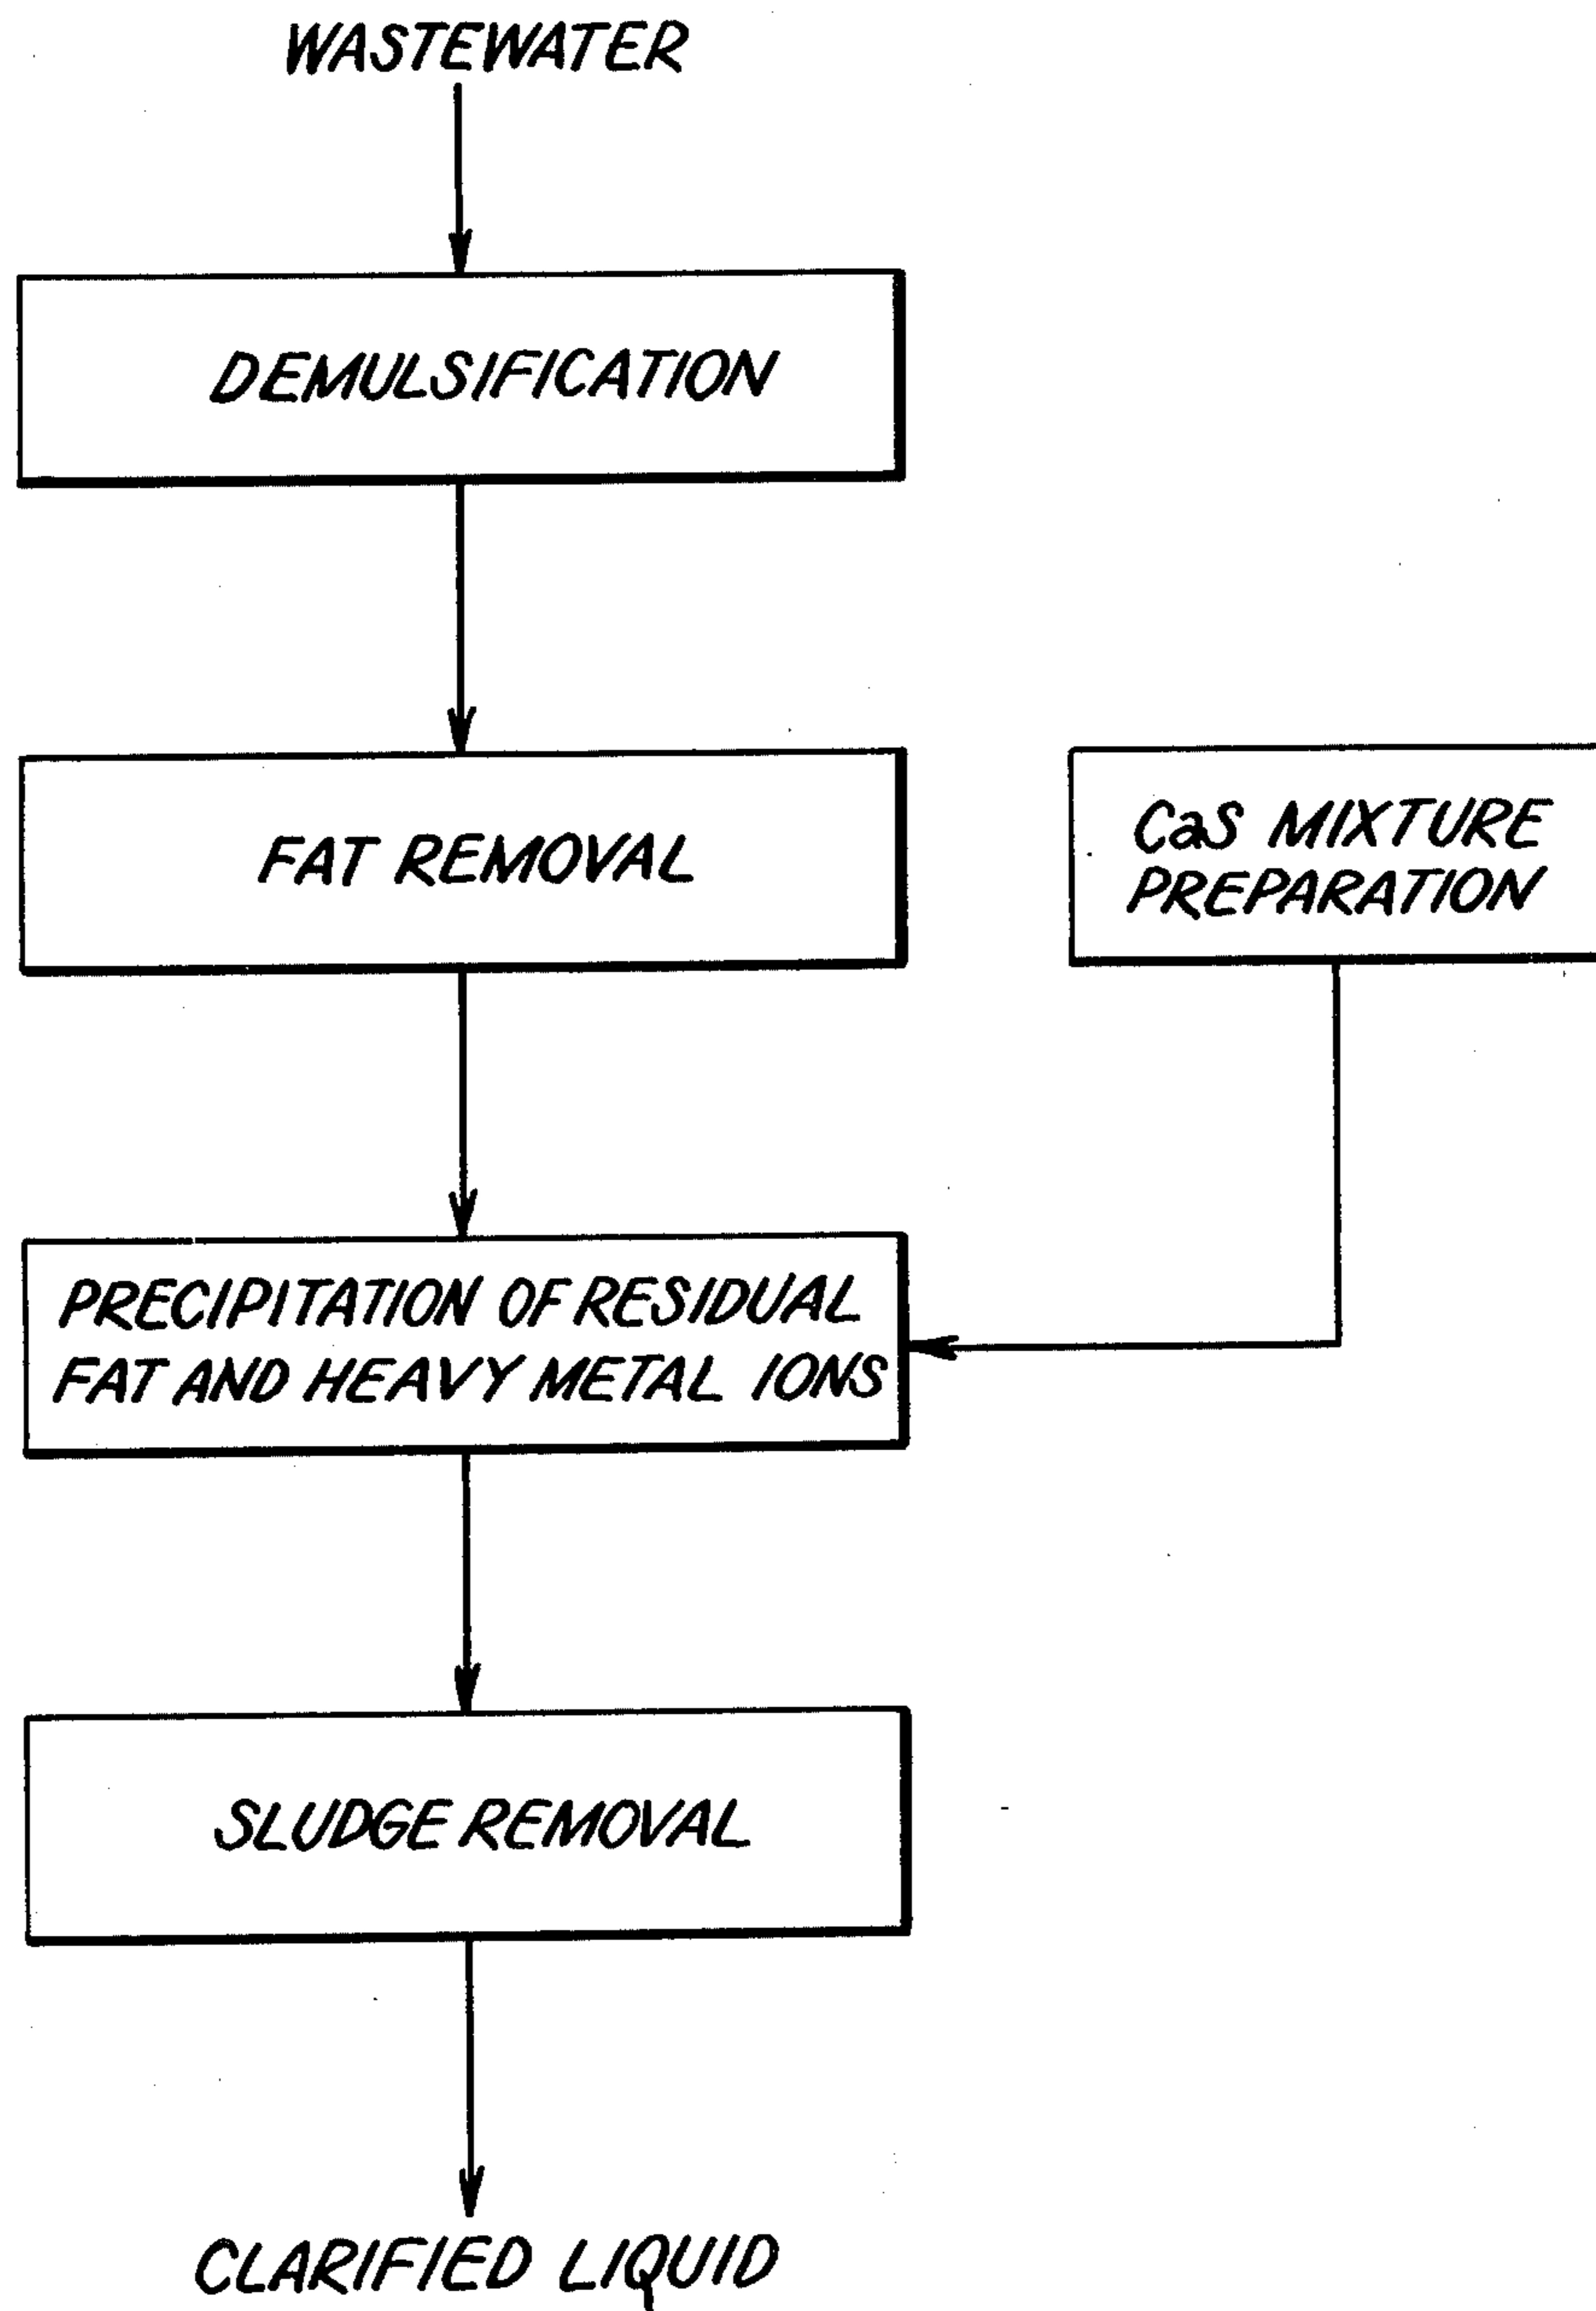 WASTEWATER
DEMULSIFICATION
FAT REMOVAL
CaS MIXTURE
PREPARATION
PRECIPITATION OF RESIDUAL
FAT AND HEAVY METAL IONS
SLUDGE REMOVAL
CLARIFIED LIQUID